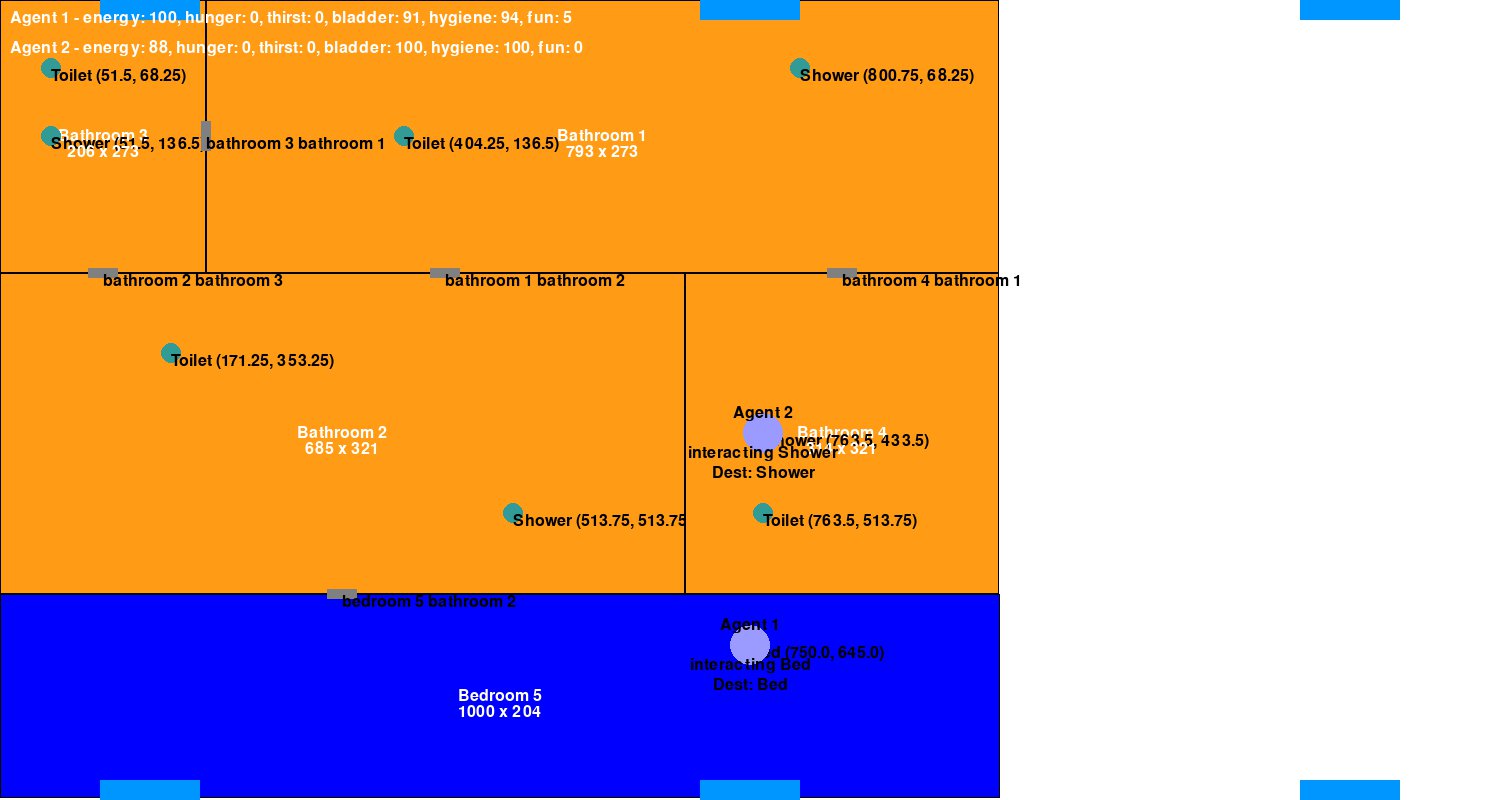 Agent 1 - energy: 100, hunger: 0, thirst: 0, bladder: 91, hygiene: 94, fun: 5
Agent 2 - energy: 88, hunger: 0, thirst: 0, bladder: 100, hygiene: 100, fun: 0
Toilet (51.5, 68.25)
Shower (800.75, 68.25)
Bathroom 3
206 x 273
Shower (51.5, 136.5
bathroom 3 bathroom 1
Toilet (404.25, 136.5)
Bathroom 1
793 x 273
bathroom 2 bathroom 3
bathroom 1 bathroom 2
bathroom 4 bathroom 1
Toilet (171.25, 353.25)
Agent 2
Bathroom 2
685 x 321
Bathroom 4
x 321
(763.5, 433.5)
interacting Shower
Dest: Shower
Shower (513.75, 513.75
Toilet (763.5, 513.75)
bedroom 5 bathroom 2
Agent 1
(750.0, 645.0)
interacting Bed
Dest: Bed
Bedroom 5
1000 x 204